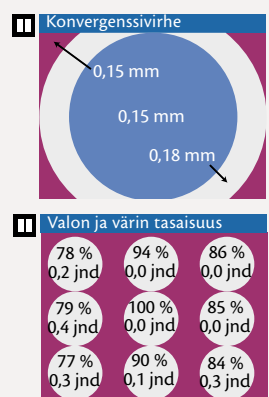 Konvergenssivirhe
0,15 mm
0,15 mm
0,18 mm
Valon ja värin tasaisuus
78 % 94 % 86 %
0,2 jnd 0,0 jnd 0,0 jnd
79 % 100 % 85 %
0,4 jnd 0,0 jnd 0,0 jnd
77 % 90 % 84 %
0,3 jnd 0,1 jnd 0,3 jnd